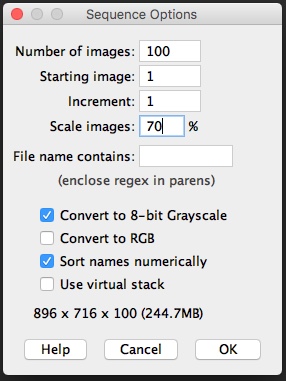 Sequence Options
Number of images: 100
Starting image: 1
Increment: 1
Scale images: 70 %
File name contains:
(enclose regex in parens)
Convert to 8-bit Grayscale
Convert to RGB
Sort names numerically
Use virtual stack
896 x 716 x 100 (244.7MB)
Help Cancel OK